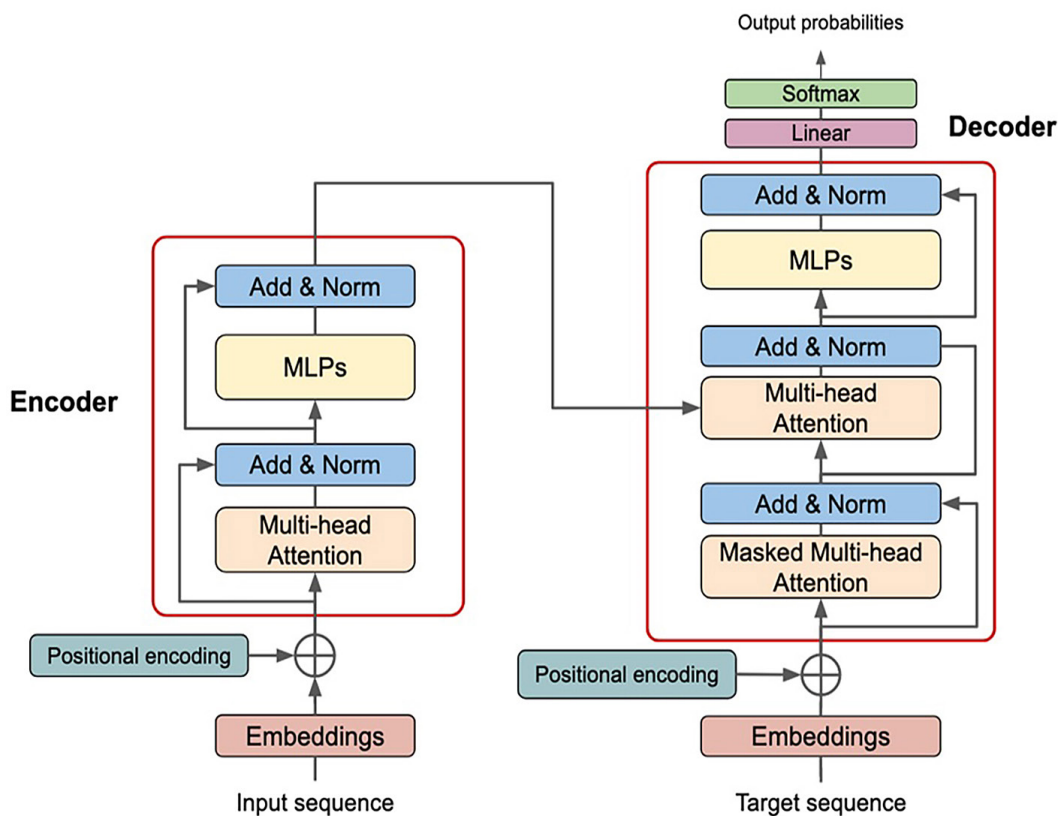 Output probabilities
Softmax
Linear
Decoder
Add & Norm
MLPs
Add & Norm
Multi-head
Attention
Add & Norm
Masked Multi-head
Attention
Positional encoding
Embeddings
Target sequence
Encoder
Add & Norm
MLPs
Add & Norm
Multi-head
Attention
Positional encoding
Embeddings
Input sequence